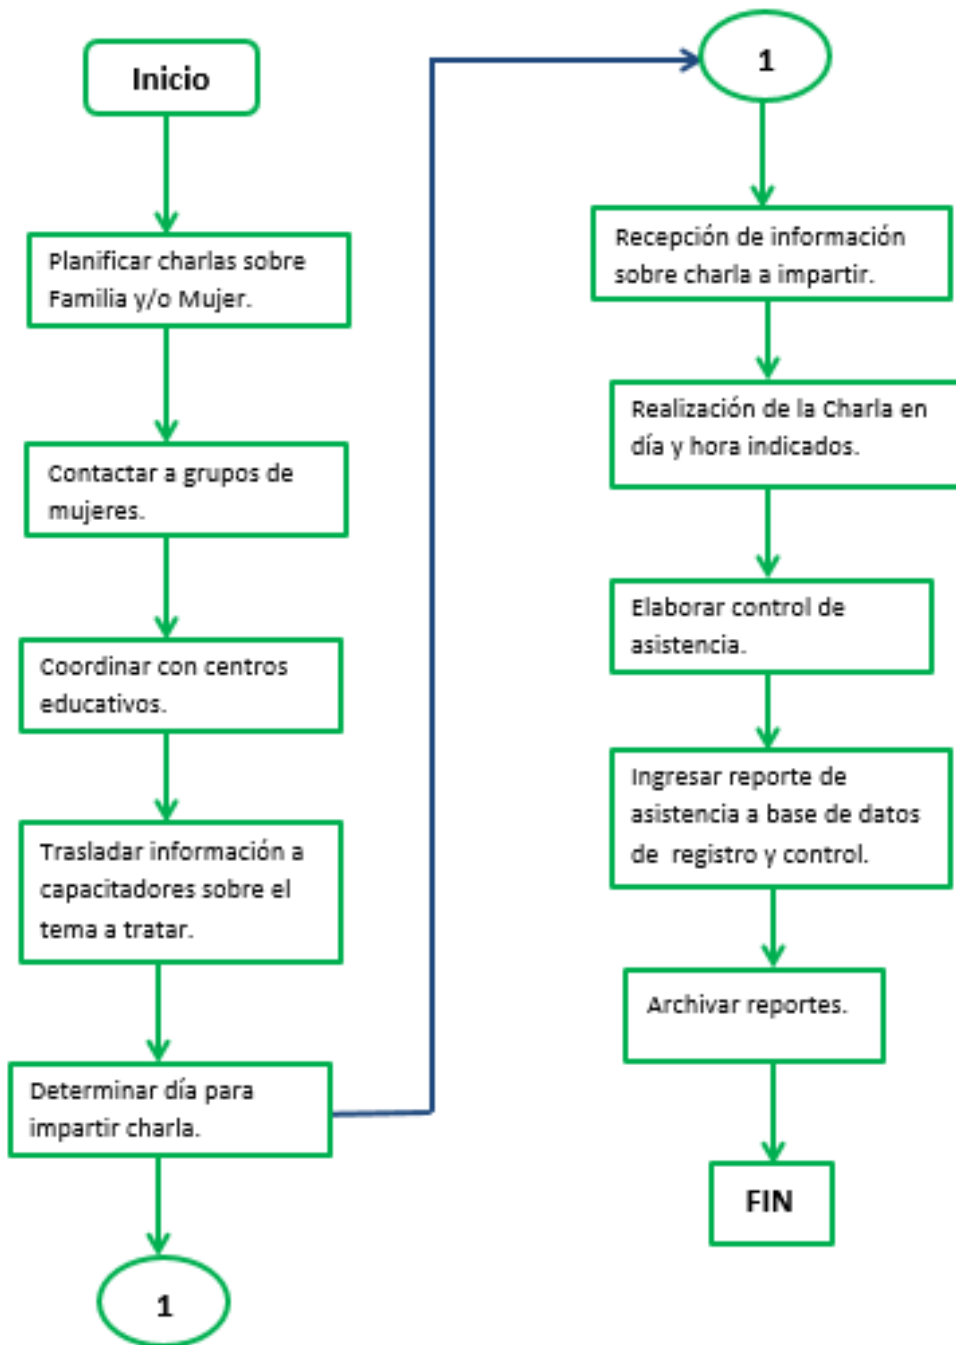 Inicio
Planificar charlas sobre
Familia y/o Mujer.
Contactar a grupos de
mujeres.
Coordinar con centros
educativos.
Trasladar información a
capacitadores sobre el
tema a tratar.
Determinar día para
impartir charla.
1
1
Recepción de información
sobre charla a impartir.
Realización de la Charla en
día y hora indicados.
Elaborar control de
asistencia.
Ingresar reporte de
asistencia a base de datos
de registro y control.
Archivar reportes.
FIN